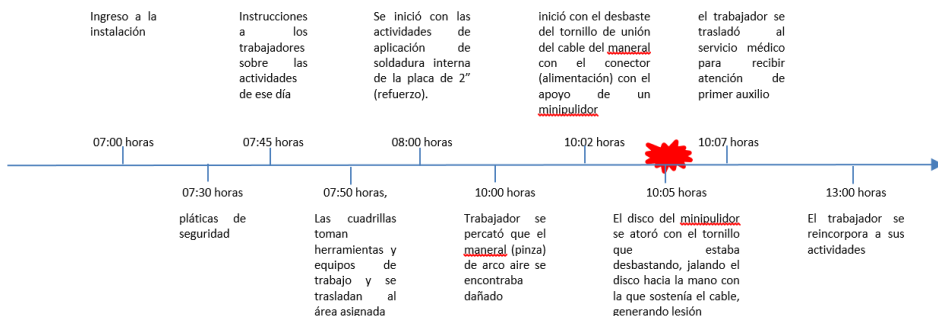 Ingreso a la
instalación
Instrucciones
a los
trabajadores
sobre las
actividades
de ese día
Se inició con las
actividades de
aplicación de
soldadura interna
de la placa de 2”
(refuerzo).
inició con el desbaste
del tornillo de unión
del cable del maneral
con el conector
(alimentación) con el
apoyo de un
minipulidor
el trabajador se
trasladó al
servicio médico
para recibir
atención de
primer auxilio
07:00 horas
07:45 horas
08:00 horas
10:02 horas
10:07 horas
07:30 horas
07:50 horas,
10:00 horas
10:05 horas
13:00 horas
pláticas de
seguridad
Las cuadrillas
toman
herramientas y
equipos de
trabajo y se
trasladan al
área asignada
Trabajador se
percató que el
maneral (pinza)
de arco aire se
encontraba
dañado
El disco del minipulidor
se atoró con el tornillo
que estaba
desbastando, jalando el
disco hacia la mano con
la que sostenía el cable,
generando lesión
El trabajador se
reincorpora a sus
actividades